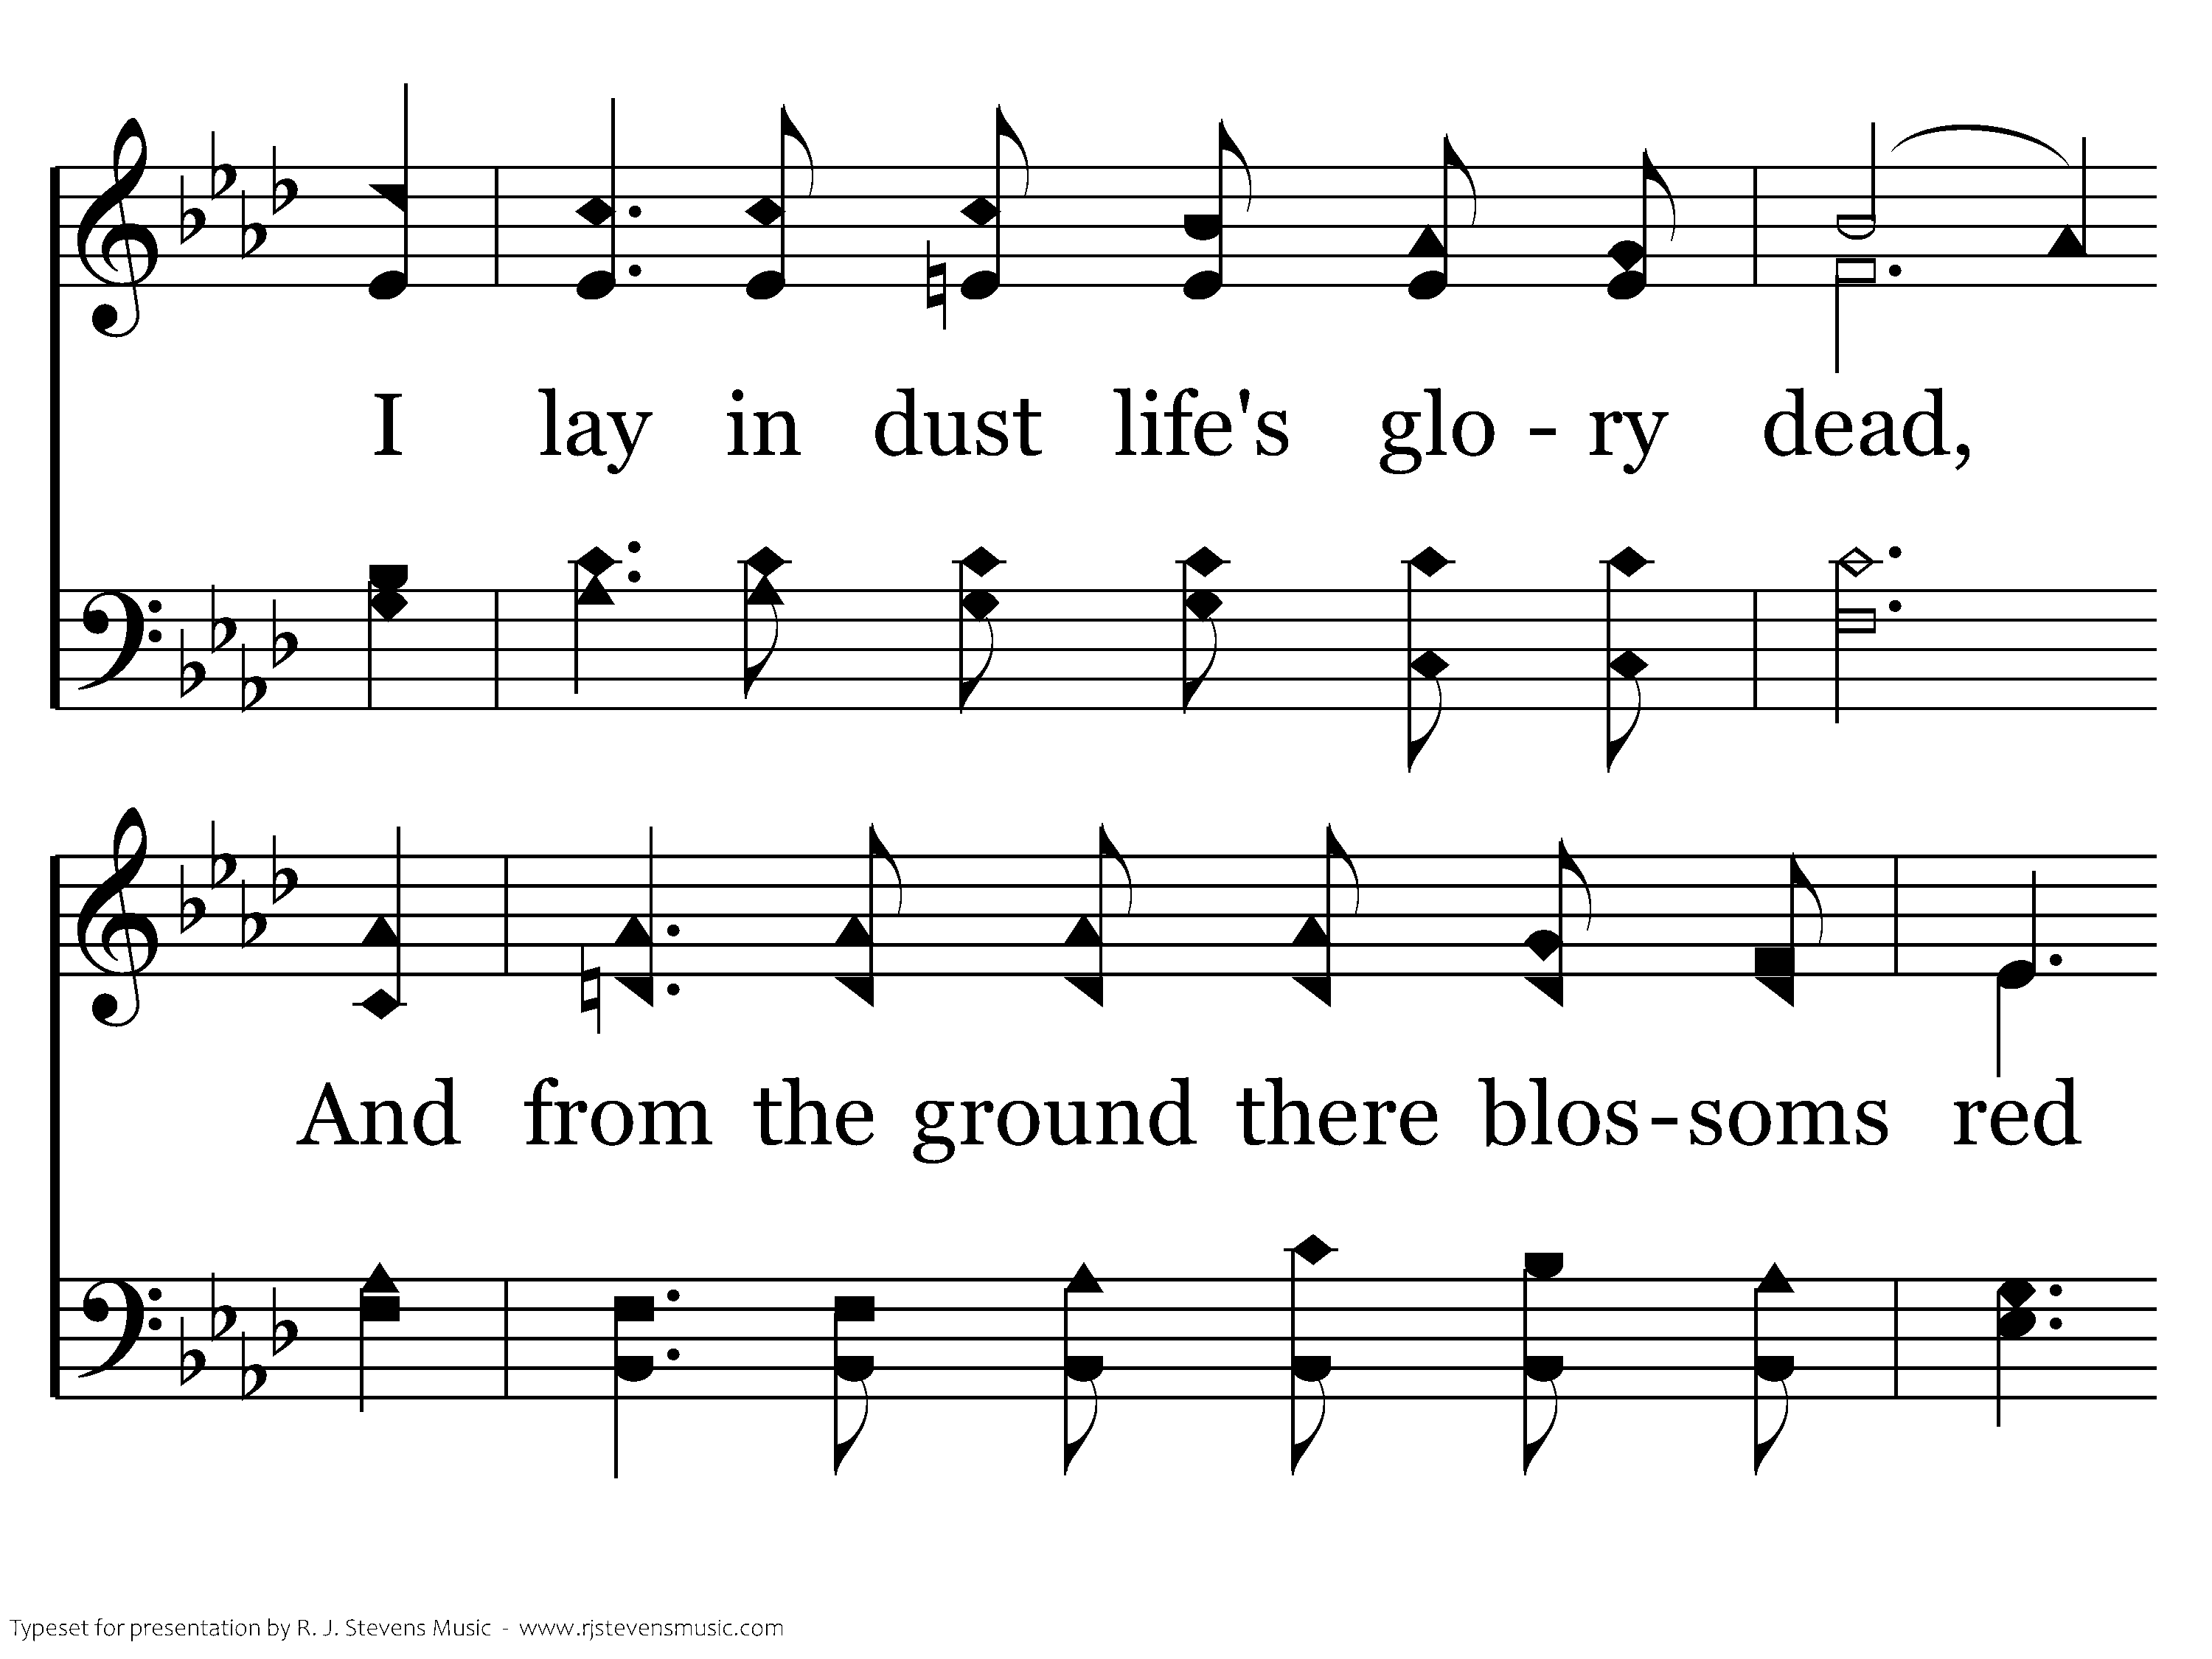 I lay in dust life's glo - ry dead,
And from the ground there blos - soms red
Typeset for presentation by R. J. Stevens Music - www.rjstevensmusic.com